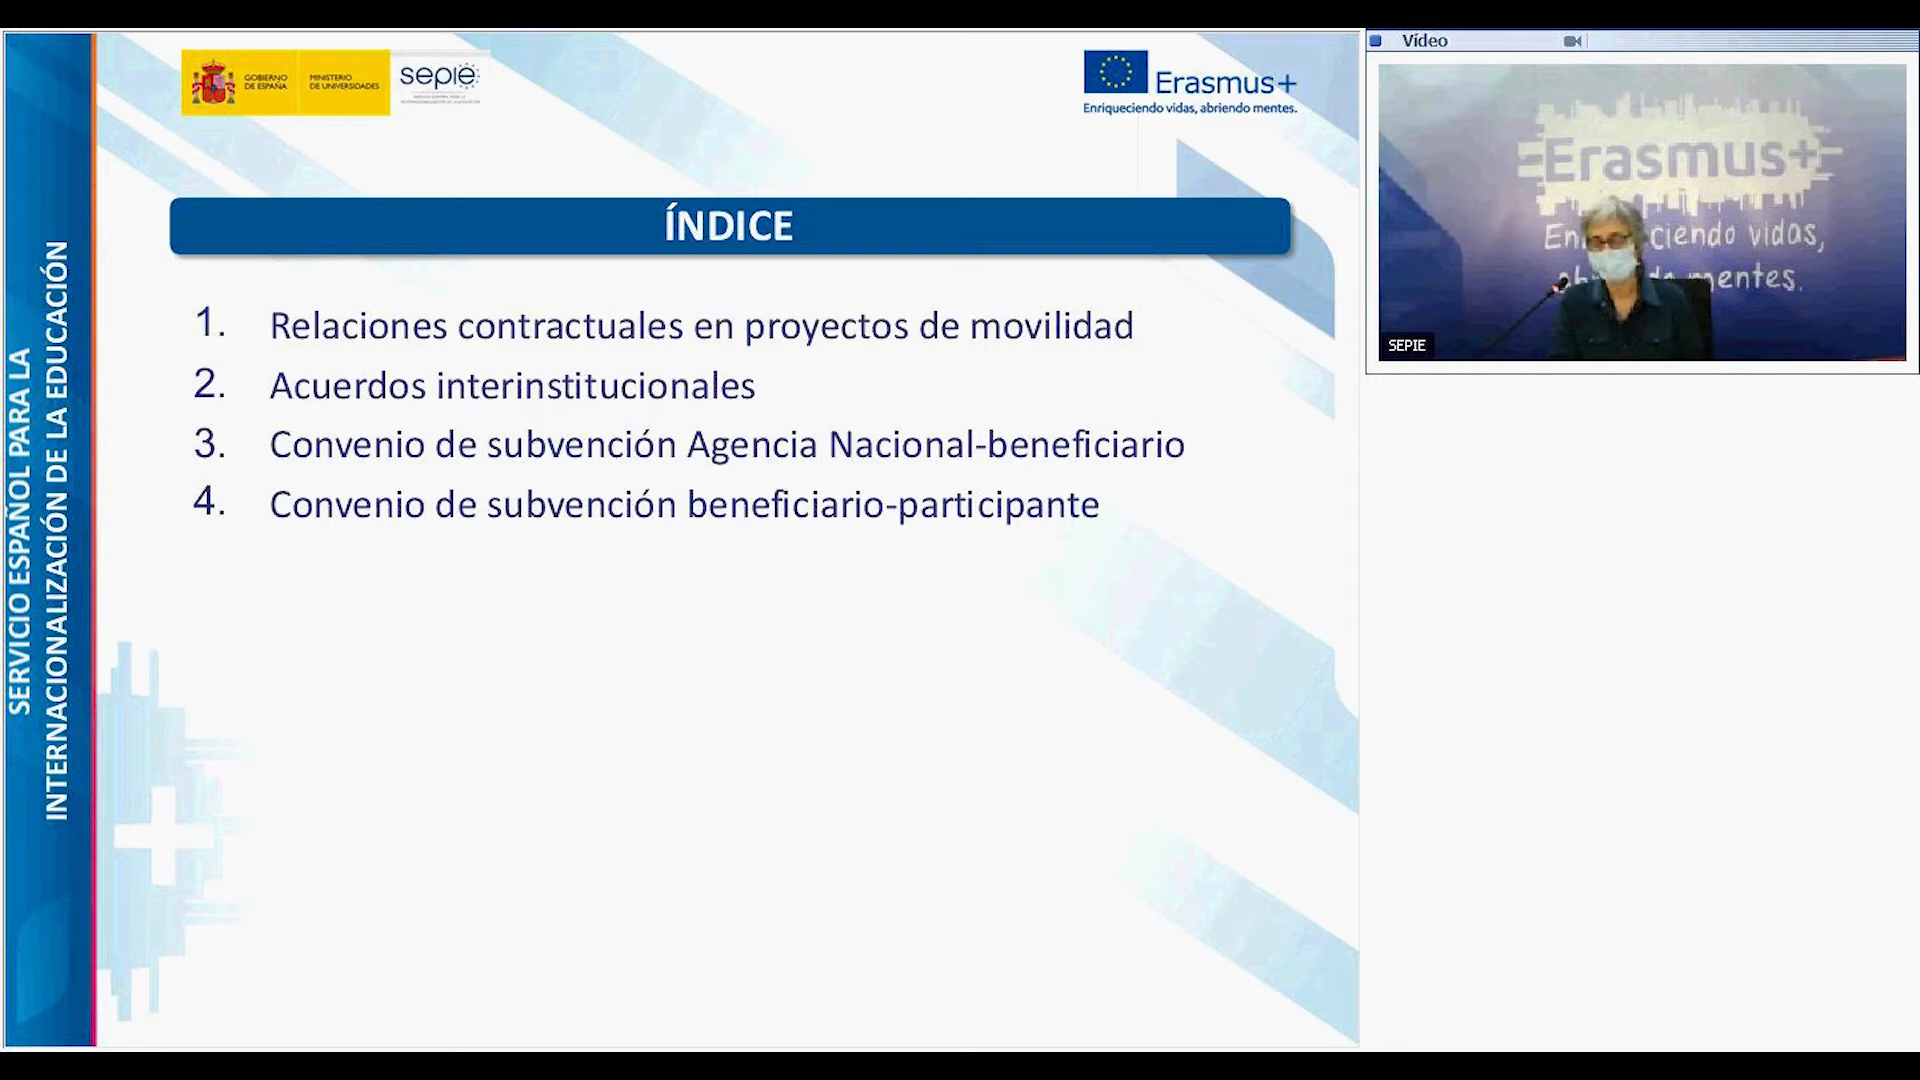 SERVICIO ESPAÑOL PARA LA
INTERNACIONALIZACIÓN DE LA EDUCACIÓN
GOBIERNO
DE ESPAÑA
MINISTERIO
DE UNIVERSIDADES
sepie
Erasmus+
Enriqueciendo vidas, abriendo mentes.
ÍNDICE
1. Relaciones contractuales en proyectos de movilidad
2. Acuerdos interinstitucionales
3. Convenio de subvención Agencia Nacional-beneficiario
4. Convenio de subvención beneficiario-participante
Vídeo
Erasmus+
En ciendo vidas,
mentes.
SEPIE